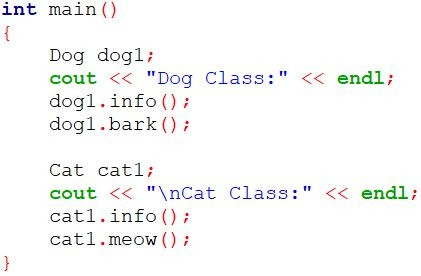 int main()
{
    Dog dog1;
    cout << "Dog Class:" << endl;
    dog1.info();
    dog1.bark();

    Cat cat1;
    cout << "\nCat Class:" << endl;
    cat1.info();
    cat1.meow();
}